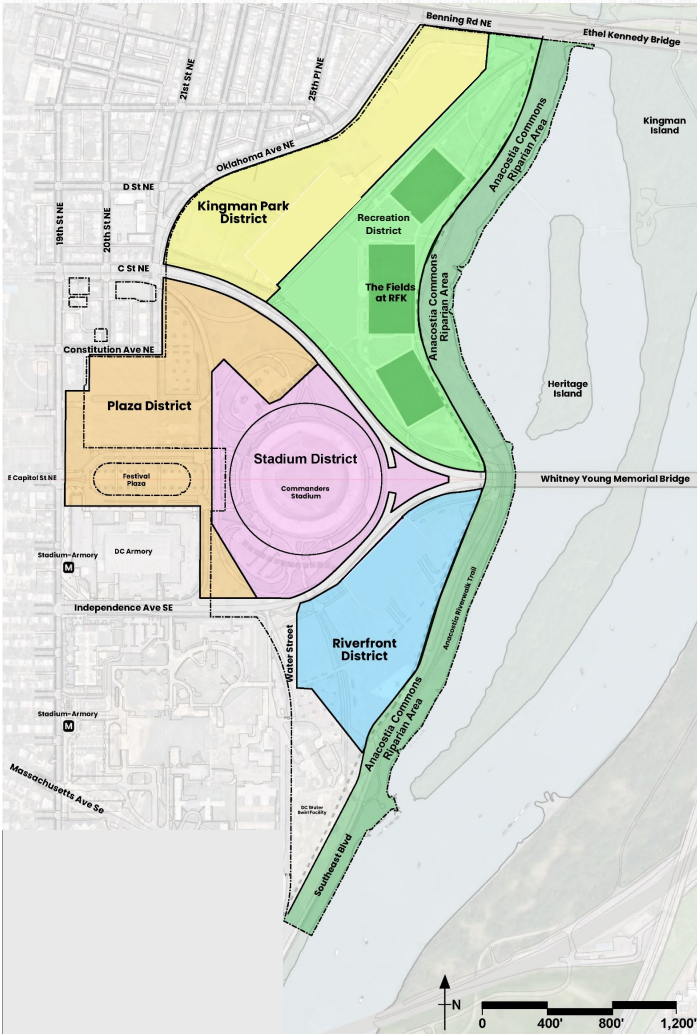 Benning Rd NE
Ethel Kennedy Bridge
21st St NE
25th Pl NE
Kingman
Island
Anacostia Commons
Riparian Area
Oklahoma Ave NE
D St NE
Kingman Park
District
19th St NE
20th St NE
Recreation
District
C St NE
The Fields
at RFK
Anacostia Commons
Riparian Area
Constitution Ave NE
Heritage
Island
Plaza District
Stadium District
E Capitol St NE
Festival
Plaza
Commanders
Stadium
Whitney Young Memorial Bridge
Stadium-Armory
M
DC Armory
Independence Ave SE
Anacostia Riverwalk Trail
Water Street
Riverfront
District
Stadium-Armory
M
Anacostia Commons
Riparian Area
Massachusetts Ave Se
DC Water
Swirl Facility
Southeast Blvd
N
0 400' 800' 1,200'